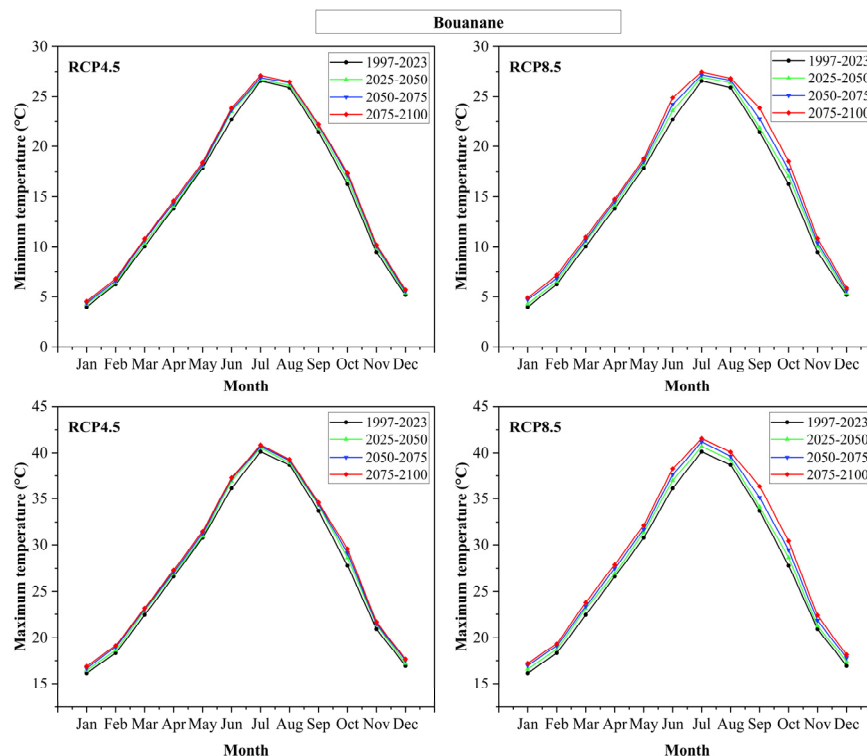 Bouanane
RCP4.5
1997-2023
2025-2050
2050-2075
2075-2100
Minimum temperature (°C)
30
25
20
15
10
5
0
Jan Feb Mar Apr May Jun Jul Aug Sep Oct Nov Dec
Month
RCP8.5
1997-2023
2025-2050
2050-2075
2075-2100
Minimum temperature (°C)
30
25
20
15
10
5
0
Jan Feb Mar Apr May Jun Jul Aug Sep Oct Nov Dec
Month
RCP4.5
1997-2023
2025-2050
2050-2075
2075-2100
Maximum temperature (°C)
45
40
35
30
25
20
15
Jan Feb Mar Apr May Jun Jul Aug Sep Oct Nov Dec
Month
RCP8.5
1997-2023
2025-2050
2050-2075
2075-2100
Maximum temperature (°C)
45
40
35
30
25
20
15
Jan Feb Mar Apr May Jun Jul Aug Sep Oct Nov Dec
Month